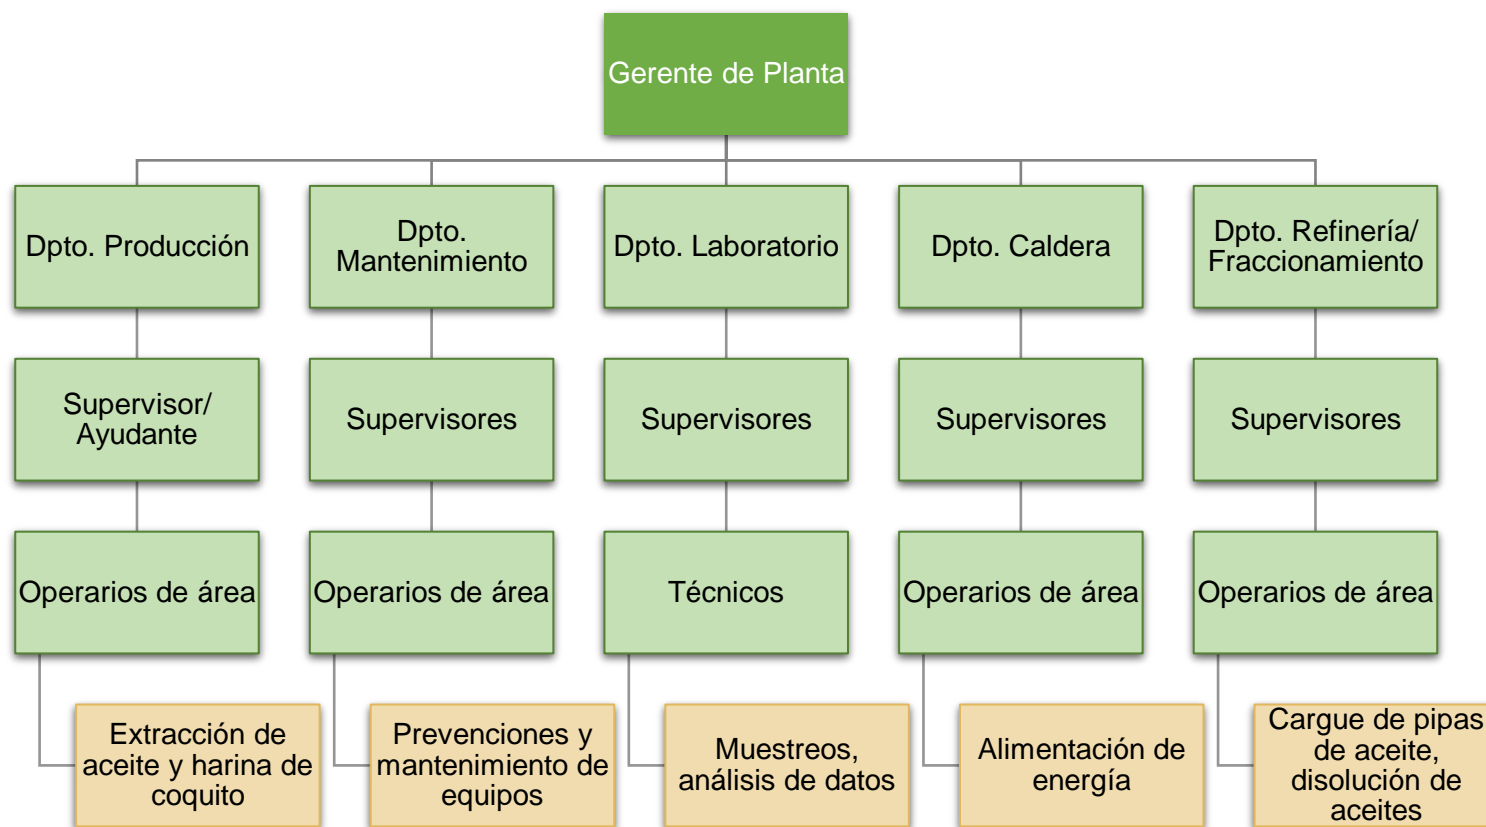 Gerente de Planta
Dpto. Producción
Dpto.
Mantenimiento
Dpto. Laboratorio
Dpto. Caldera
Dpto. Refinería/
Fraccionamiento
Supervisor/
Ayudante
Supervisores
Supervisores
Supervisores
Supervisores
Operarios de área
Operarios de área
Técnicos
Operarios de área
Operarios de área
Extracción de
aceite y harina de
coquito
Prevenciones y
mantenimiento de
equipos
Muestreos,
análisis de datos
Alimentación de
energía
Cargue de pipas
de aceite,
disolución de
aceites